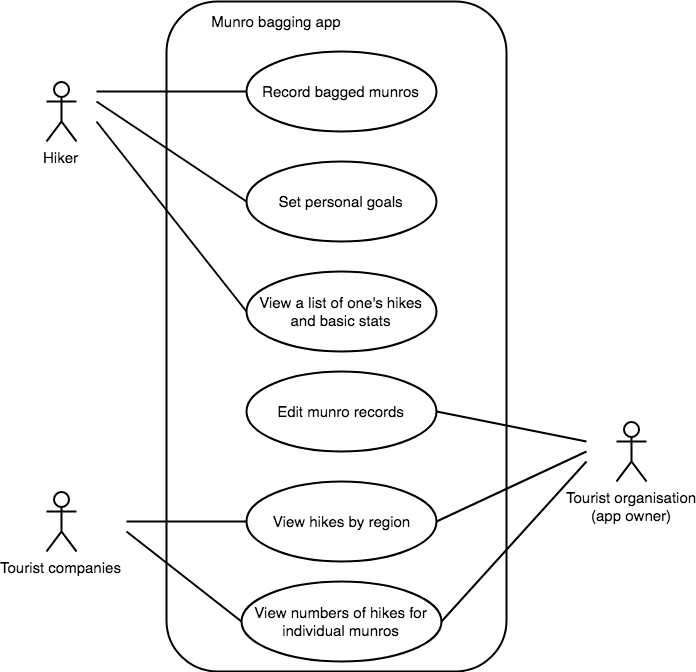 Munro bagging app
Record bagged munros
Hiker
Set personal goals
View a list of one's hikes
and basic stats
Edit munro records
Tourist organisation
(app owner)
View hikes by region
Tourist companies
View numbers of hikes for
individual munros